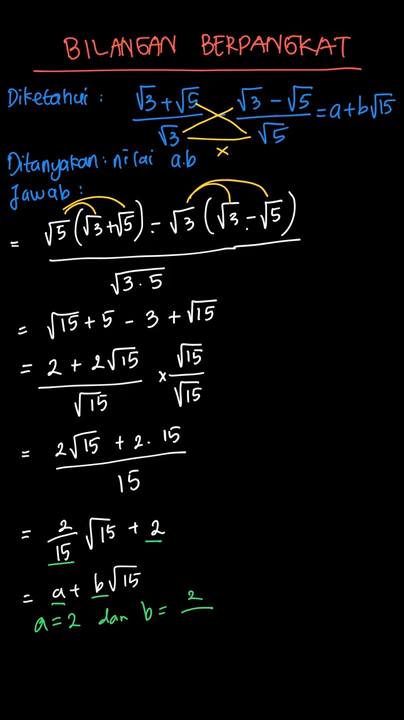 BILANGAN BERPANGKAT
Diketahui : (√3 + √5)/√3 (√3 - √5)/√5 = a + b√15
x
Ditanyakan : nilai a.b
Jawab :
= (√5 (√3 + √5) - √3 (√3 - √5))/√(3 . 5)
= √15 + 5 - 3 + √15
= (2 + 2√15)/√15 x √15/√15
= (2√15 + 2 . 15)/15
= 2/15 √15 + 2
= a + b√15
a = 2 dan b = 2/